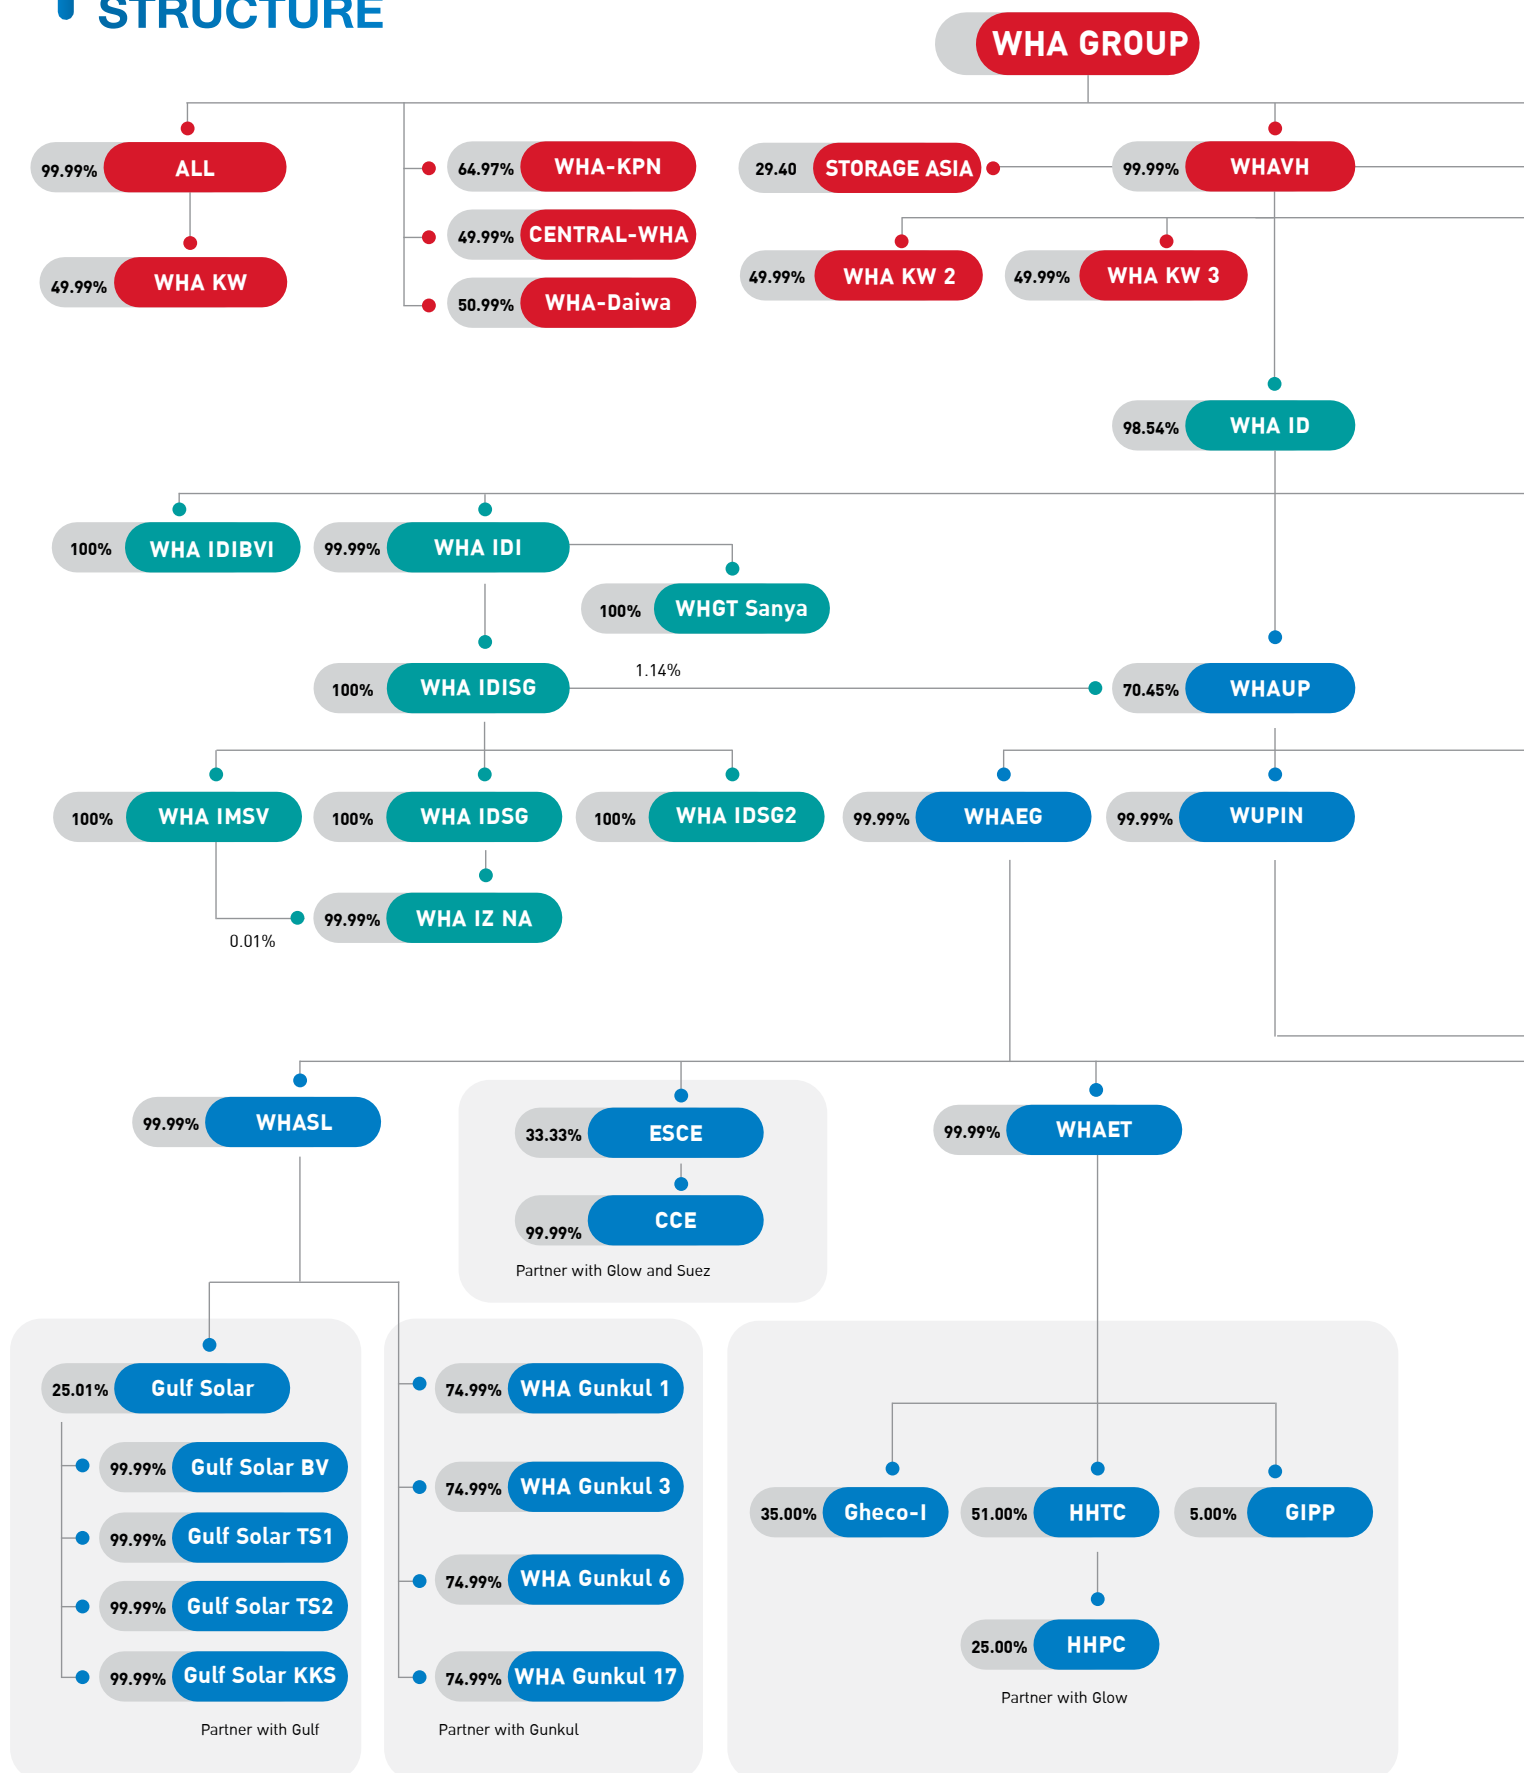 STRUCTURE
WHA GROUP
99.99% ALL
64.97% WHA-KPN
29.40 STORAGE ASIA
99.99% WHAVH
49.99% CENTRAL-WHA
49.99% WHA KW
50.99% WHA-Daiwa
49.99% WHA KW 2
49.99% WHA KW 3
98.54% WHA ID
100% WHA IDIBVI
99.99% WHA IDI
100% WHGT Sanya
1.14%
100% WHA IDISG
70.45% WHAUP
100% WHA IMSV
100% WHA IDSG
100% WHA IDSG2
99.99% WHAEG
99.99% WUPIN
99.99% WHA IZ NA
0.01%
99.99% WHASL
33.33% ESCE
99.99% WHAET
99.99% CCE
Partner with Glow and Suez
25.01% Gulf Solar
99.99% Gulf Solar BV
99.99% Gulf Solar TS1
99.99% Gulf Solar TS2
99.99% Gulf Solar KKS
Partner with Gulf
74.99% WHA Gunkul 1
74.99% WHA Gunkul 3
74.99% WHA Gunkul 6
74.99% WHA Gunkul 17
Partner with Gunkul
35.00% Gheco-I
51.00% HHTC
5.00% GIPP
25.00% HHPC
Partner with Glow